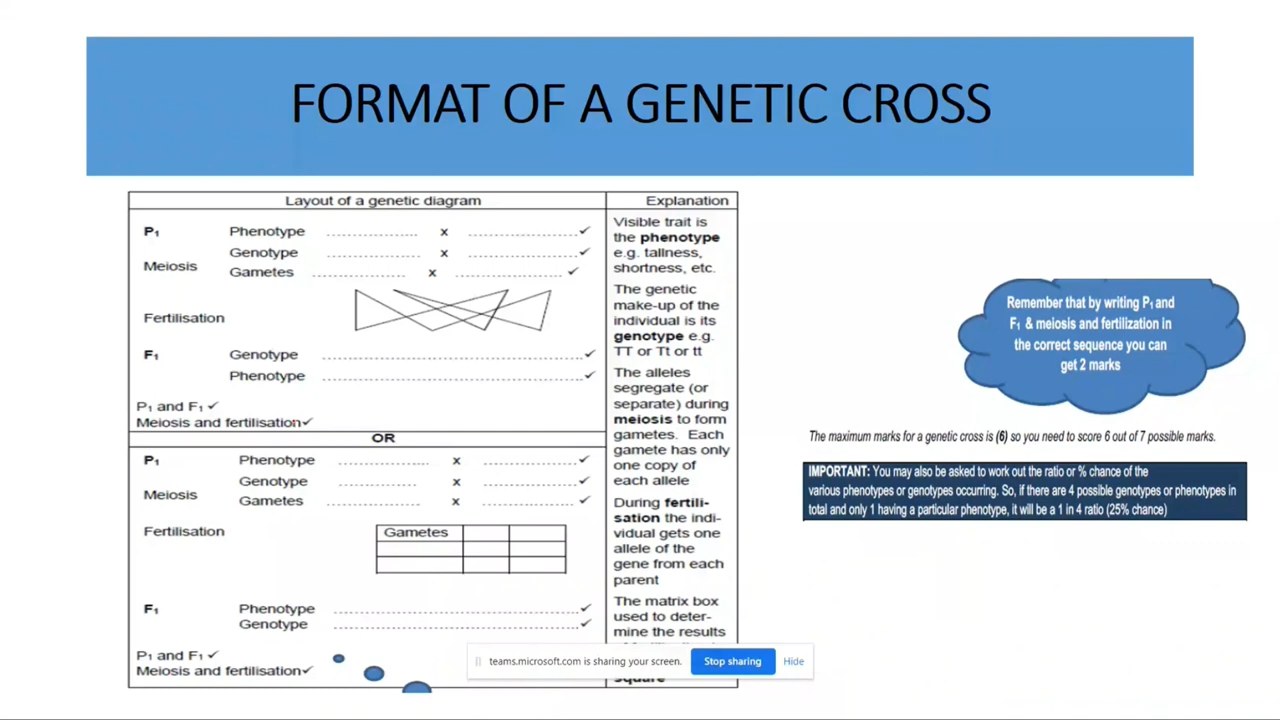 FORMAT OF A GENETIC CROSS
Layout of a genetic diagram
P₁ Phenotype .................... x .................... ✓
Genotype .................... x .................... ✓
Meiosis
Gametes .................... x .................... ✓
Fertilisation
F₁ Genotype .................... ✓
Phenotype .................... ✓
P₁ and F₁ ✓
Meiosis and fertilisation ✓
OR
P₁ Phenotype .................... x .................... ✓
Genotype .................... x .................... ✓
Meiosis
Gametes .................... x .................... ✓
Fertilisation
Gametes
F₁ Phenotype .................... ✓
Genotype .................... ✓
P₁ and F₁ ✓
Meiosis and fertilisation ✓
Explanation
Visible trait is
the phenotype
e.g. tallness,
shortness, etc.
The genetic
make-up of the
individual is its
genotype e.g.
TT or Tt or tt
The alleles
segregate (or
separate) during
meiosis to form
gametes. Each
gamete has only
one copy of
each allele
During fertili-
sation the indi-
vidual gets one
allele of the
gene from each
parent
The matrix box
used to deter-
mine the results
square
Remember that by writing P₁ and
F₁ & meiosis and fertilization in
the correct sequence you can
get 2 marks
The maximum marks for a genetic cross is (6) so you need to score 6 out of 7 possible marks.
IMPORTANT: You may also be asked to work out the ratio or % chance of the
various phenotypes or genotypes occurring. So, if there are 4 possible genotypes or phenotypes in
total and only 1 having a particular phenotype, it will be a 1 in 4 ratio (25% chance)
teams.microsoft.com is sharing your screen. Stop sharing Hide